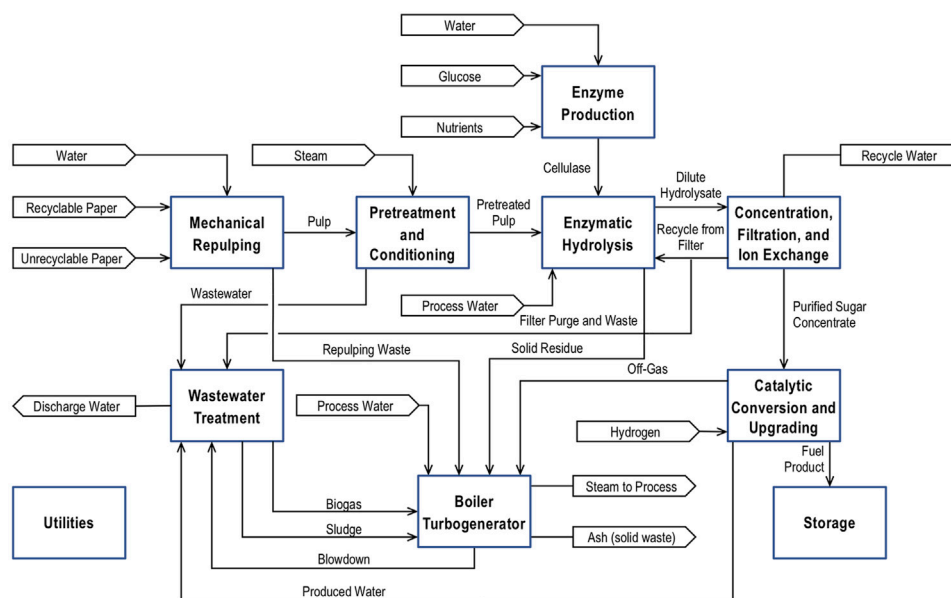 Water
Glucose
Nutrients
Enzyme
Production
Cellulase
Water
Steam
Recycle Water
Dilute
Hydrolysate
Recyclable Paper
Unrecyclable Paper
Mechanical
Repulping
Pulp
Pretreatment
and
Conditioning
Pretreated
Pulp
Enzymatic
Hydrolysis
Recycle from
Filter
Concentration,
Filtration, and
Ion Exchange
Wastewater
Process Water
Filter Purge and Waste
Purified Sugar
Concentrate
Repulping Waste
Solid Residue
Off-Gas
Discharge Water
Wastewater
Treatment
Process Water
Hydrogen
Catalytic
Conversion and
Upgrading
Fuel
Product
Utilities
Biogas
Sludge
Blowdown
Boiler
Turbogenerator
Steam to Process
Ash (solid waste)
Storage
Produced Water